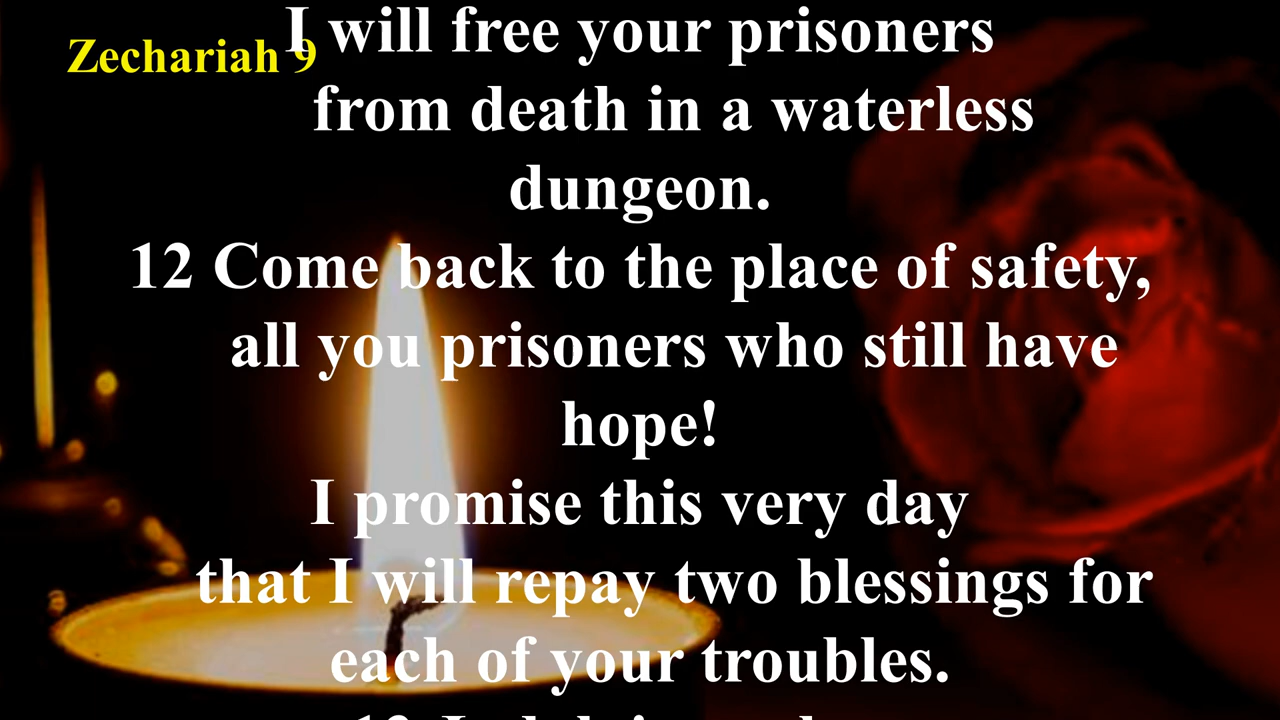 Zechariah 9
I will free your prisoners
from death in a waterless
dungeon.
12 Come back to the place of safety,
all you prisoners who still have
hope!
I promise this very day
that I will repay two blessings for
each of your troubles.